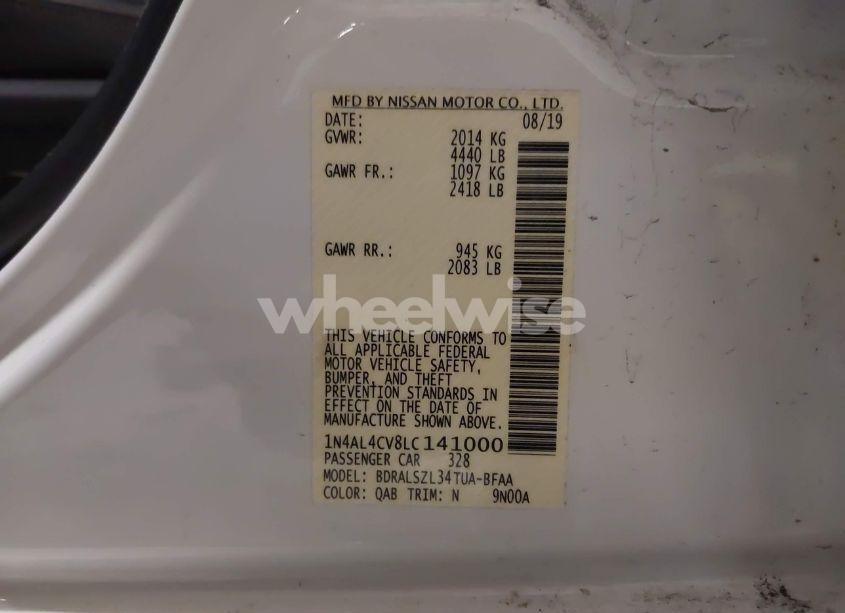 MFD BY NISSAN MOTOR CO., LTD.
DATE: 08/19
GVWR: 2014 KG
4440 LB
GAWR FR.: 1097 KG
2418 LB
GAWR RR.: 945 KG
2083 LB
wheelwise
THIS VEHICLE CONFORMS TO
ALL APPLICABLE FEDERAL
MOTOR VEHICLE SAFETY,
BUMPER, AND THEFT
PREVENTION STANDARDS IN
EFFECT ON THE DATE OF
MANUFACTURE SHOWN ABOVE.
1N4AL4CV8LC141000
PASSENGER CAR 328
MODEL: BDRALSZL34TUA-BFAA
COLOR: QAB TRIM: N 9N00A